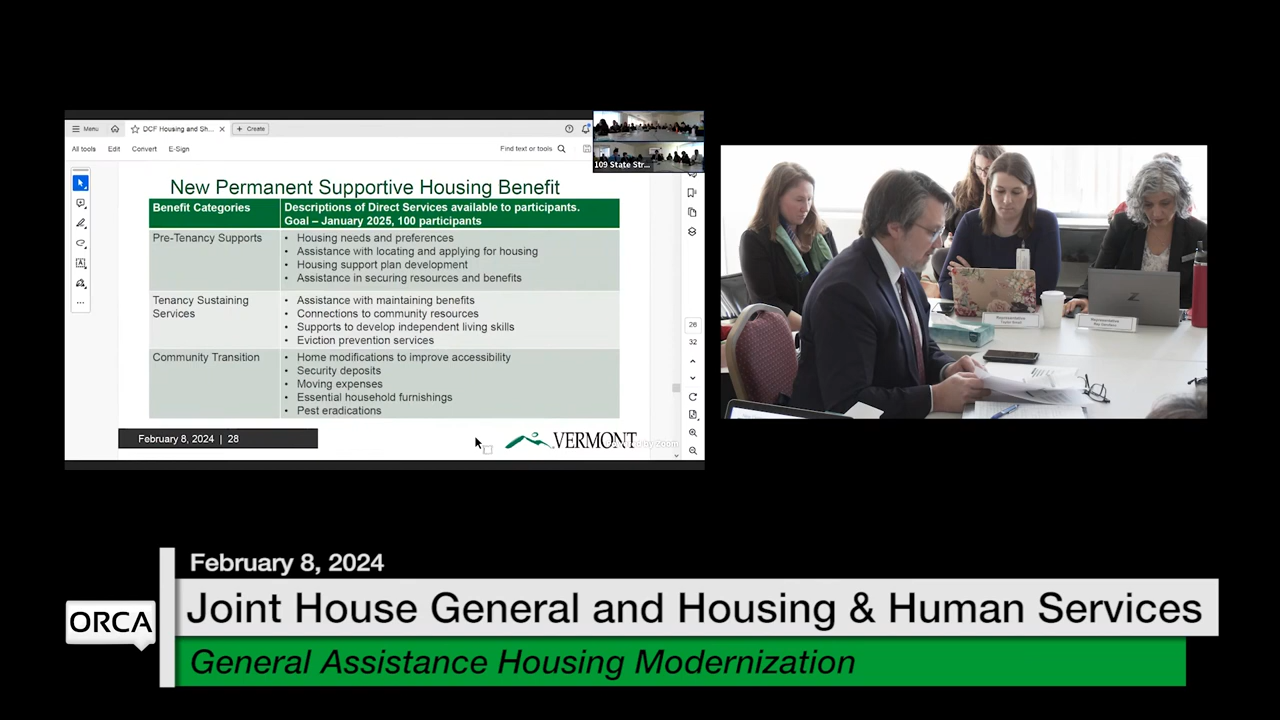 Menu
DCF Housing and Sh...
Create
All tools
Edit
Convert
E-Sign
Find text or tools
109 State Str...
New Permanent Supportive Housing Benefit
Benefit Categories
Descriptions of Direct Services available to participants.
Goal – January 2025, 100 participants
Pre-Tenancy Supports
• Housing needs and preferences
• Assistance with locating and applying for housing
• Housing support plan development
• Assistance in securing resources and benefits
Tenancy Sustaining
Services
• Assistance with maintaining benefits
• Connections to community resources
• Supports to develop independent living skills
• Eviction prevention services
Community Transition
• Home modifications to improve accessibility
• Security deposits
• Moving expenses
• Essential household furnishings
• Pest eradications
February 8, 2024 | 28
VERMONT
26
32
Representative
Representative
February 8, 2024
ORCA
Joint House General and Housing & Human Services
General Assistance Housing Modernization